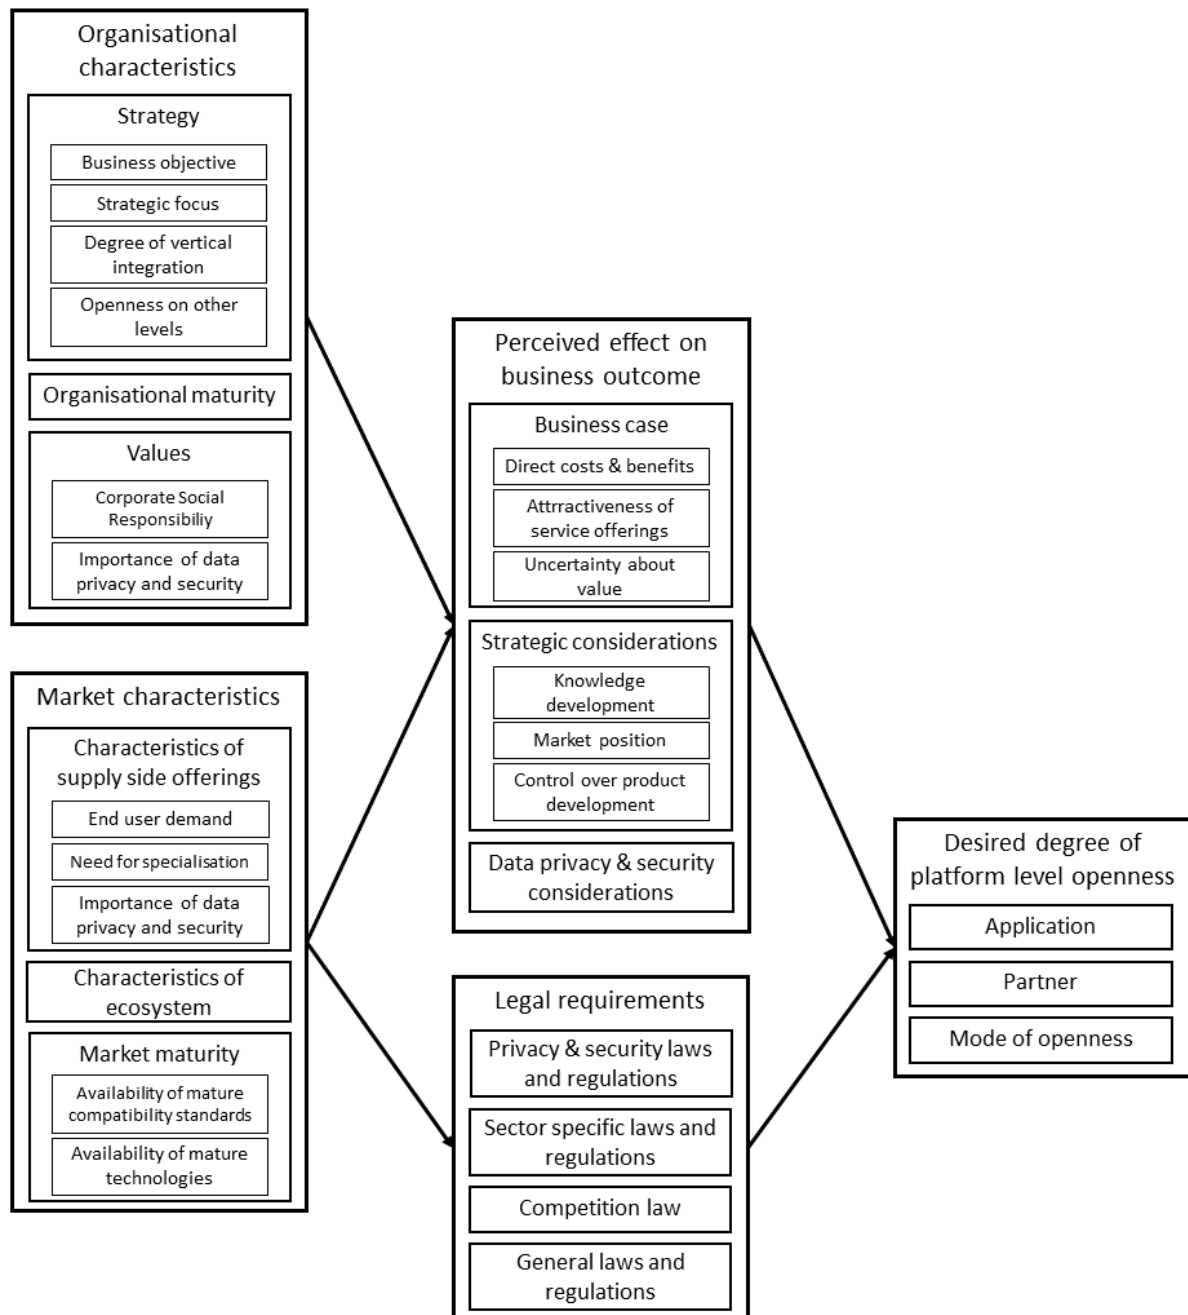 Organisational
characteristics
Strategy
Business objective
Strategic focus
Degree of vertical
integration
Openness on other
levels
Organisational maturity
Values
Corporate Social
Responsibiliy
Importance of data
privacy and security
Market characteristics
Characteristics of
supply side offerings
End user demand
Need for specialisation
Importance of data
privacy and security
Characteristics of
ecosystem
Market maturity
Availability of mature
compatibility standards
Availability of mature
technologies
Perceived effect on
business outcome
Business case
Direct costs & benefits
Attrractiveness of
service offerings
Uncertainty about
value
Strategic considerations
Knowledge
development
Market position
Control over product
development
Data privacy & security
considerations
Legal requirements
Privacy & security laws
and regulations
Sector specific laws and
regulations
Competition law
General laws and
regulations
Desired degree of
platform level openness
Application
Partner
Mode of openness